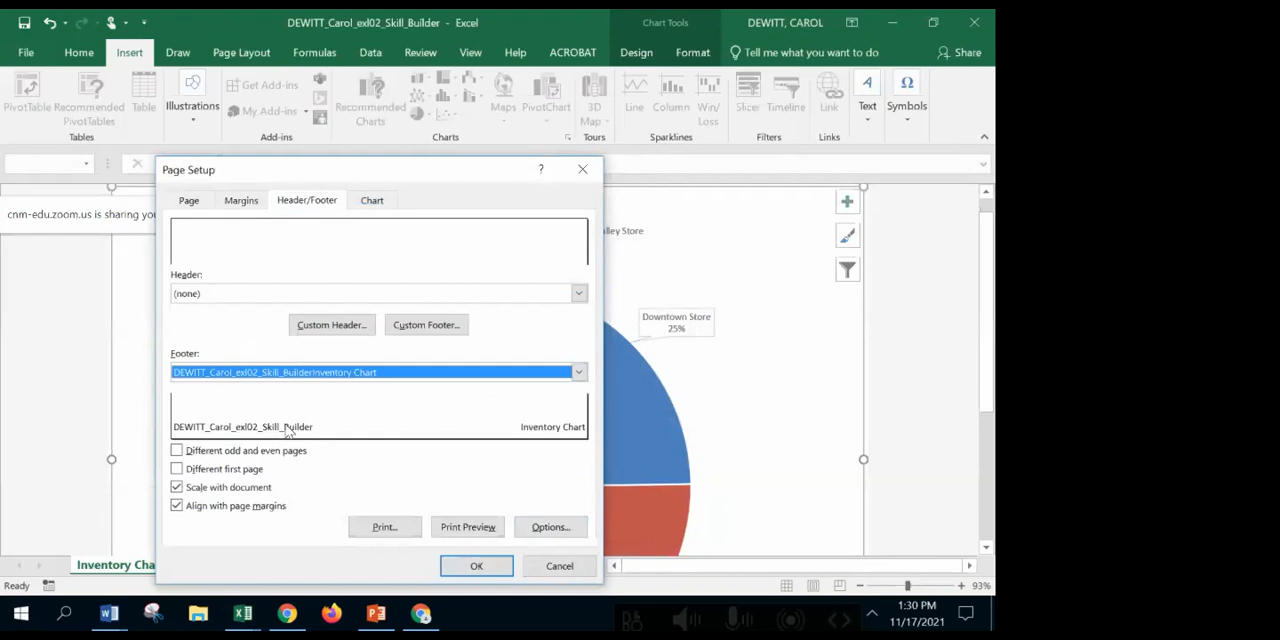 DEWITT_Carol_exl02_Skill_Builder - Excel
Chart Tools
DEWITT, CAROL
File
Home
Insert
Draw
Page Layout
Formulas
Data
Review
View
Help
ACROBAT
Design
Format
Tell me what you want to do
Share
PivotTable
Recommended
PivotTables
Table
Illustrations
Get Add-ins
My Add-ins
Recommended
Charts
Maps
PivotChart
3D
Map
Line
Column
Win/
Loss
Slicer
Timeline
Link
Text
Symbols
Tables
Add-ins
Charts
Tours
Sparklines
Filters
Links
cnm-edu.zoom.us is sharing you
Page Setup
?
Page
Margins
Header/Footer
Chart
Header:
(none)
Custom Header...
Custom Footer...
Footer:
DEWITT_Carol_exl02_Skill_BuilderInventory Chart
DEWITT_Carol_exl02_Skill_Builder
Inventory Chart
Different odd and even pages
Different first page
Scale with document
Align with page margins
Print...
Print Preview
Options...
OK
Cancel
lley Store
Downtown Store
25%
Inventory Cha
Ready
93%
1:30 PM
11/17/2021